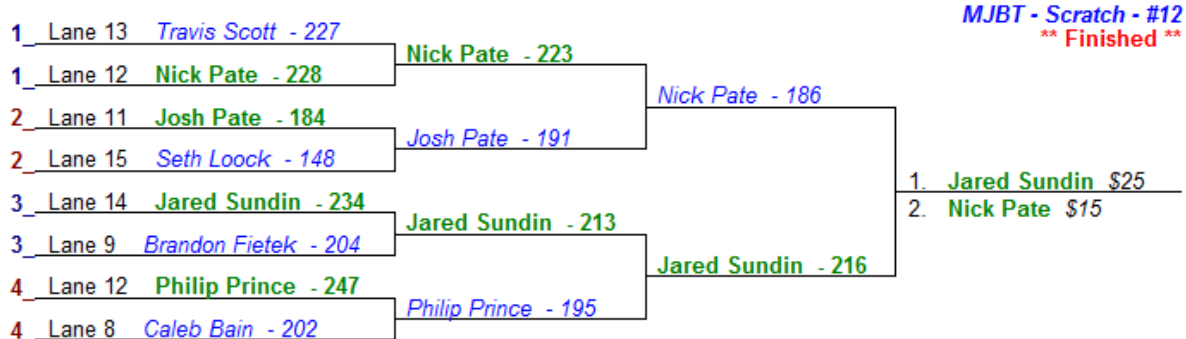 MJBT - Scratch - #12
** Finished **
1_ Lane 13 Travis Scott - 227
Nick Pate - 223
1_ Lane 12 Nick Pate - 228
Nick Pate - 186
2_ Lane 11 Josh Pate - 184
Josh Pate - 191
2_ Lane 15 Seth Loock - 148
1. Jared Sundin $25
2. Nick Pate $15
3_ Lane 14 Jared Sundin - 234
Jared Sundin - 213
3_ Lane 9 Brandon Fietek - 204
Jared Sundin - 216
4_ Lane 12 Philip Prince - 247
Philip Prince - 195
4 Lane 8 Caleb Bain - 202